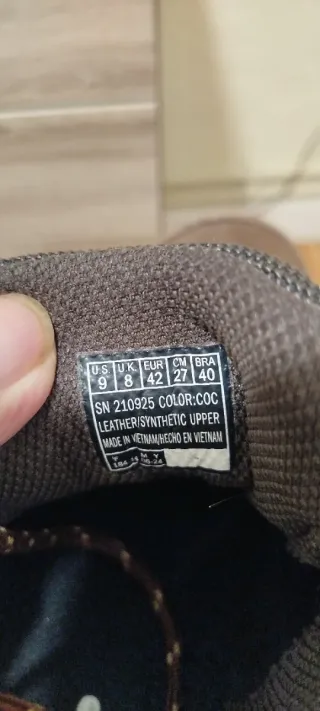 U.S. U.K. EUR CM BRA
9 8 42 27 40
SN 210925 COLOR:COC
LEATHER/SYNTHETIC UPPER
MADE IN VIETNAM/HECHO EN VIETNAM
Y M Y